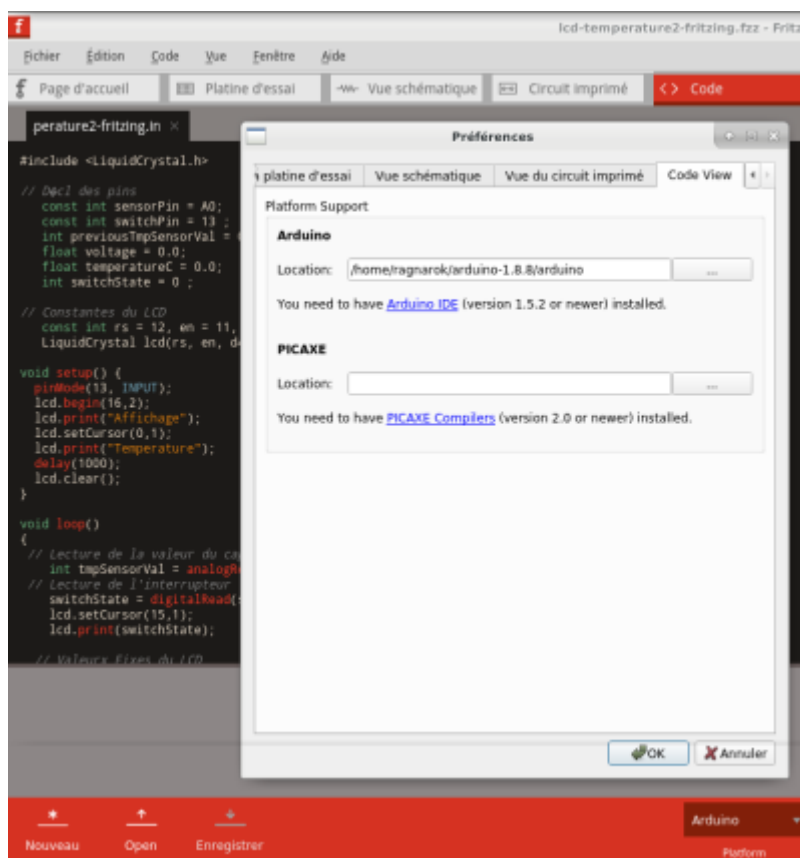 f
lcd-temperature2-fritzing.fzz - Fritz
Fichier Édition Code Vue Fenêtre Aide
f Page d'accueil Platine d'essai Vue schématique Circuit imprimé <> Code
perature2-fritzing.in ×
Préférences
#include <LiquidCrystal.h>
// Décl des pins
const int sensorPin = A0;
const int switchPin = 13 ;
int previousTmpSensorVal =
float voltage = 0.0;
float temperatureC = 0.0;
int switchState = 0 ;
// Constantes du LCD
const int rs = 12, en = 11,
LiquidCrystal lcd(rs, en, d
void setup() {
pinMode(13, INPUT);
lcd.begin(16,2);
lcd.print("Affichage");
lcd.setCursor(0,1);
lcd.print("Temperature");
delay(1000);
lcd.clear();
}
void loop()
{
// Lecture de la valeur du ca
int tmpSensorVal = analogR
// Lecture de l'interrupteur
switchState = digitalRead(
lcd.setCursor(15,1);
lcd.print(switchState);
// Valeurx Fixes du LCD
platine d'essai Vue schématique Vue du circuit imprimé Code View
Platform Support
Arduino
Location: /home/ragnarok/arduino-1.8.8/arduino ...
You need to have Arduino IDE (version 1.5.2 or newer) installed.
PICAXE
Location: ...
You need to have PICAXE Compilers (version 2.0 or newer) installed.
OK Annuler
Nouveau Open Enregistrer
Arduino
Platform